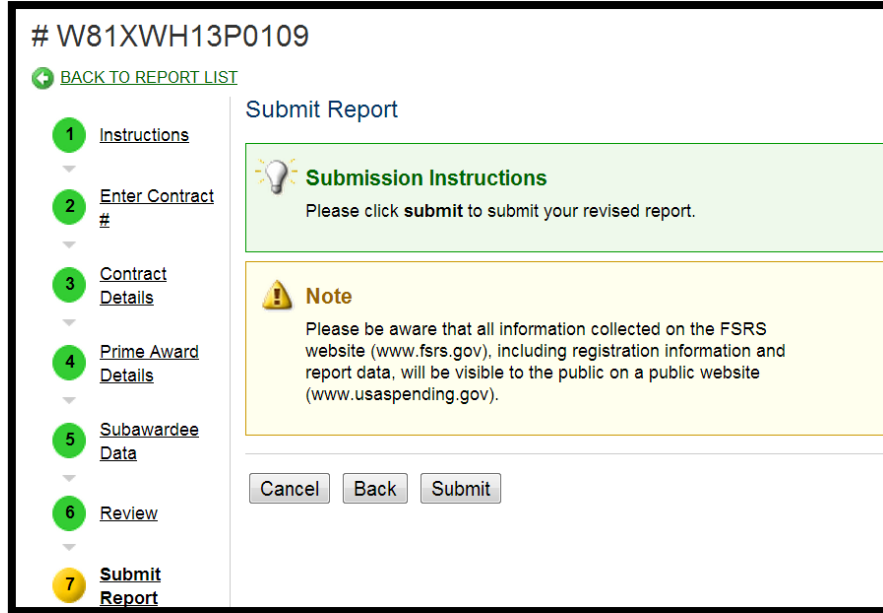 # W81XWH13P0109
BACK TO REPORT LIST
1 Instructions
2 Enter Contract
#
3 Contract
Details
4 Prime Award
Details
5 Subawardee
Data
6 Review
7 Submit
Report
Submit Report
Submission Instructions
Please click submit to submit your revised report.
Note
Please be aware that all information collected on the FSRS
website (www.fsrs.gov), including registration information and
report data, will be visible to the public on a public website
(www.usaspending.gov).
Cancel Back Submit